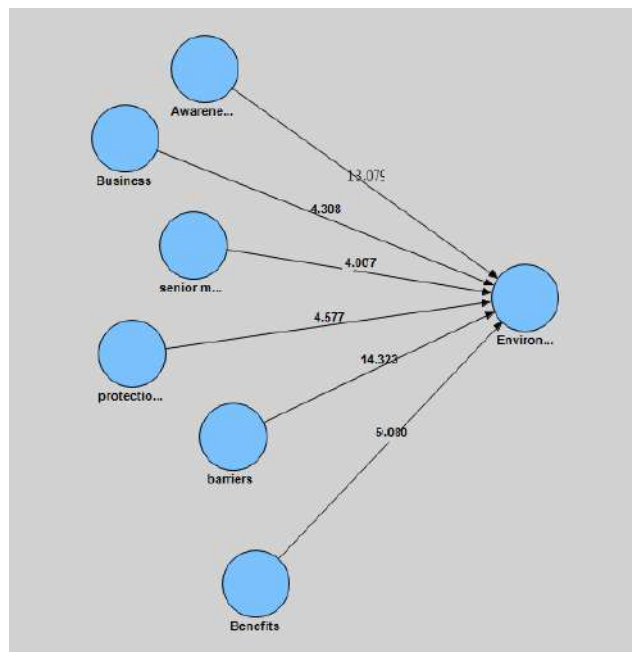 Awarene...
13.079
Business
4.308
senior m...
4.007
Environ...
protectio...
4.577
14.323
barriers
5.080
Benefits